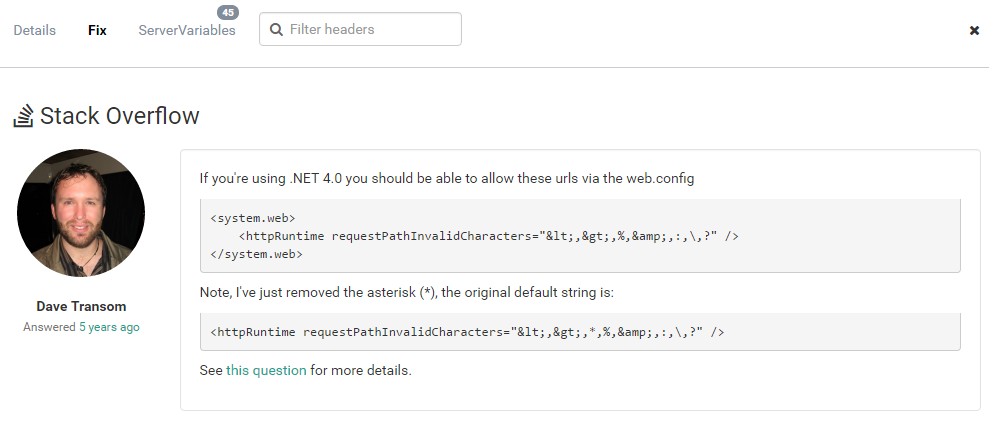 45
Details Fix ServerVariables Filter headers
Stack Overflow
If you're using .NET 4.0 you should be able to allow these urls via the web.config
<system.web>
    <httpRuntime requestPathInvalidCharacters="&lt;,&gt;,%,&amp;,:,\,?" />
</system.web>
Note, I've just removed the asterisk (*), the original default string is:
<httpRuntime requestPathInvalidCharacters="&lt;,&gt;,*,%,&amp;,:,\,?" />
See this question for more details.
Dave Transom
Answered 5 years ago